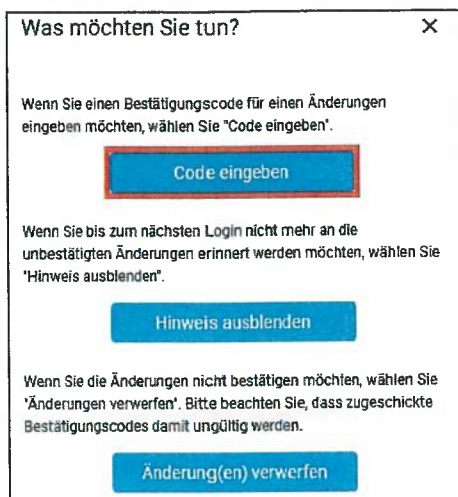 Was möchten Sie tun?
Wenn Sie einen Bestätigungscode für einen Änderungen
eingeben möchten, wählen Sie "Code eingeben".
Code eingeben
Wenn Sie bis zum nächsten Login nicht mehr an die
unbestätigten Änderungen erinnert werden möchten, wählen Sie
"Hinweis ausblenden".
Hinweis ausblenden
Wenn Sie die Änderungen nicht bestätigen möchten, wählen Sie
"Änderungen verwerfen". Bitte beachten Sie, dass zugeschickte
Bestätigungscodes damit ungültig werden.
Änderung(en) verwerfen